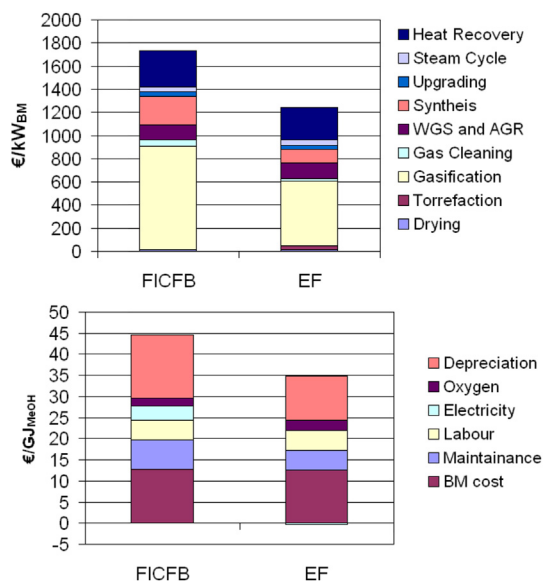 2000
1800
1600
1400
1200
1000
800
600
400
200
0
€/kWBM
FICFB
EF
Heat Recovery
Steam Cycle
Upgrading
Syntheis
WGS and AGR
Gas Cleaning
Gasification
Torrefaction
Drying
50
45
40
35
30
25
20
15
10
5
0
-5
€/GJMeOH
FICFB
EF
Depreciation
Oxygen
Electricity
Labour
Maintainance
BM cost